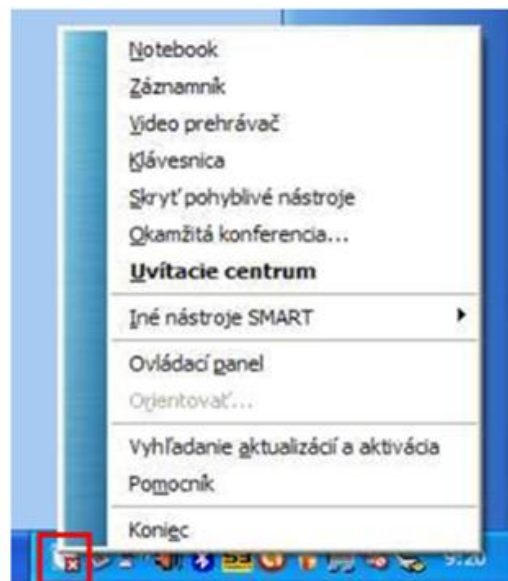 Notebook
Záznamník
Video prehrávač
Klávesnica
Skryť pohyblivé nástroje
Okamžitá konferencia...
Uvítacie centrum
Iné nástroje SMART
Ovládací panel
Orientovať...
Vyhľadanie aktualizácií a aktivácia
Pomocník
Koniec
53 9:20